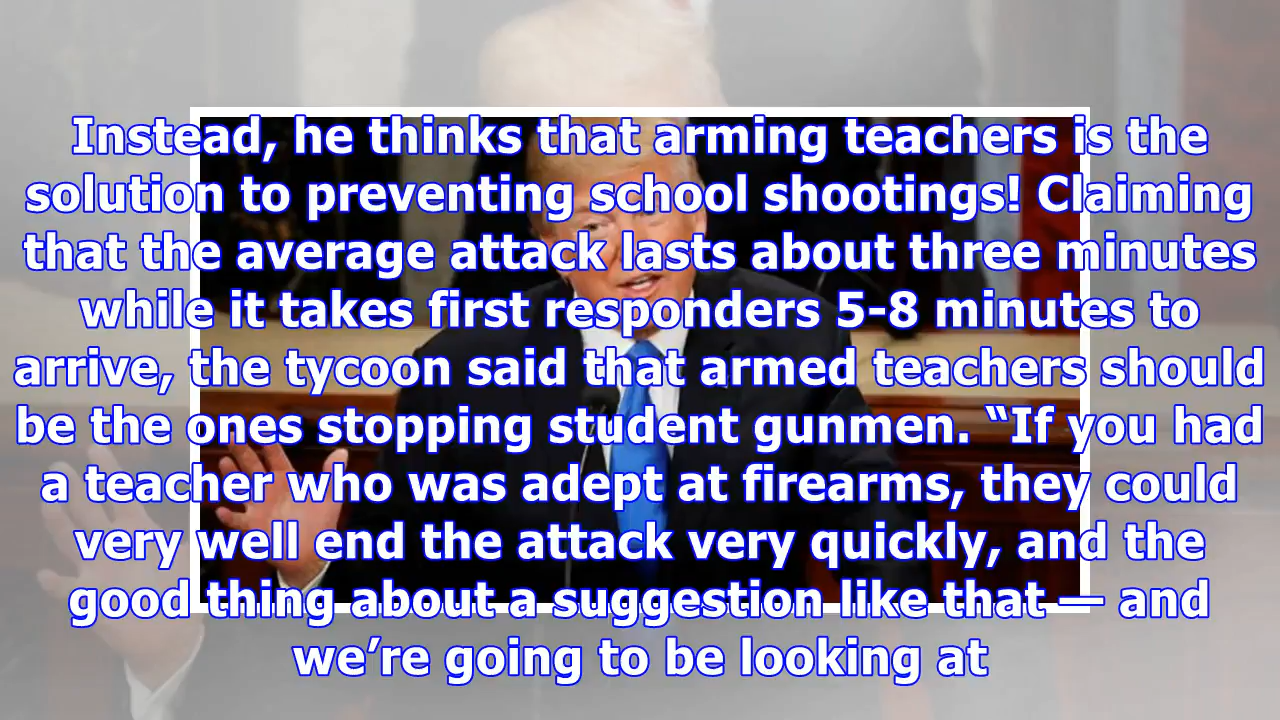 Instead, he thinks that arming teachers is the
solution to preventing school shootings! Claiming
that the average attack lasts about three minutes
while it takes first responders 5-8 minutes to
arrive, the tycoon said that armed teachers should
be the ones stopping student gunmen. “If you had
a teacher who was adept at firearms, they could
very well end the attack very quickly, and the
good thing about a suggestion like that — and
we’re going to be looking at